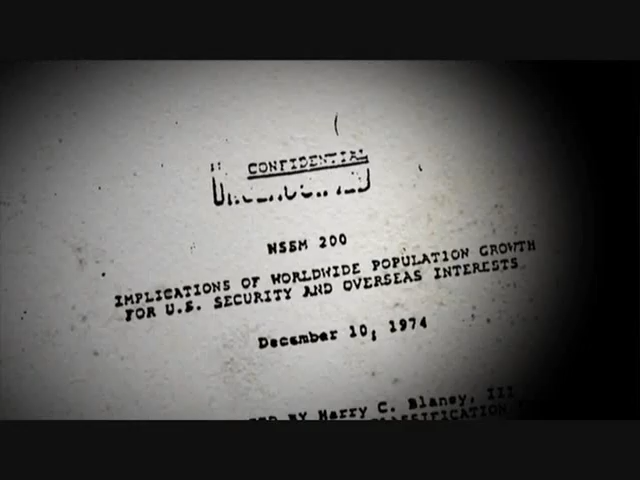 CONFIDENTIAL
NSSM 200
IMPLICATIONS OF WORLDWIDE POPULATION GROWTH
FOR U.S. SECURITY AND OVERSEAS INTERESTS
December 10, 1974
BY Harry C. Blaney, III